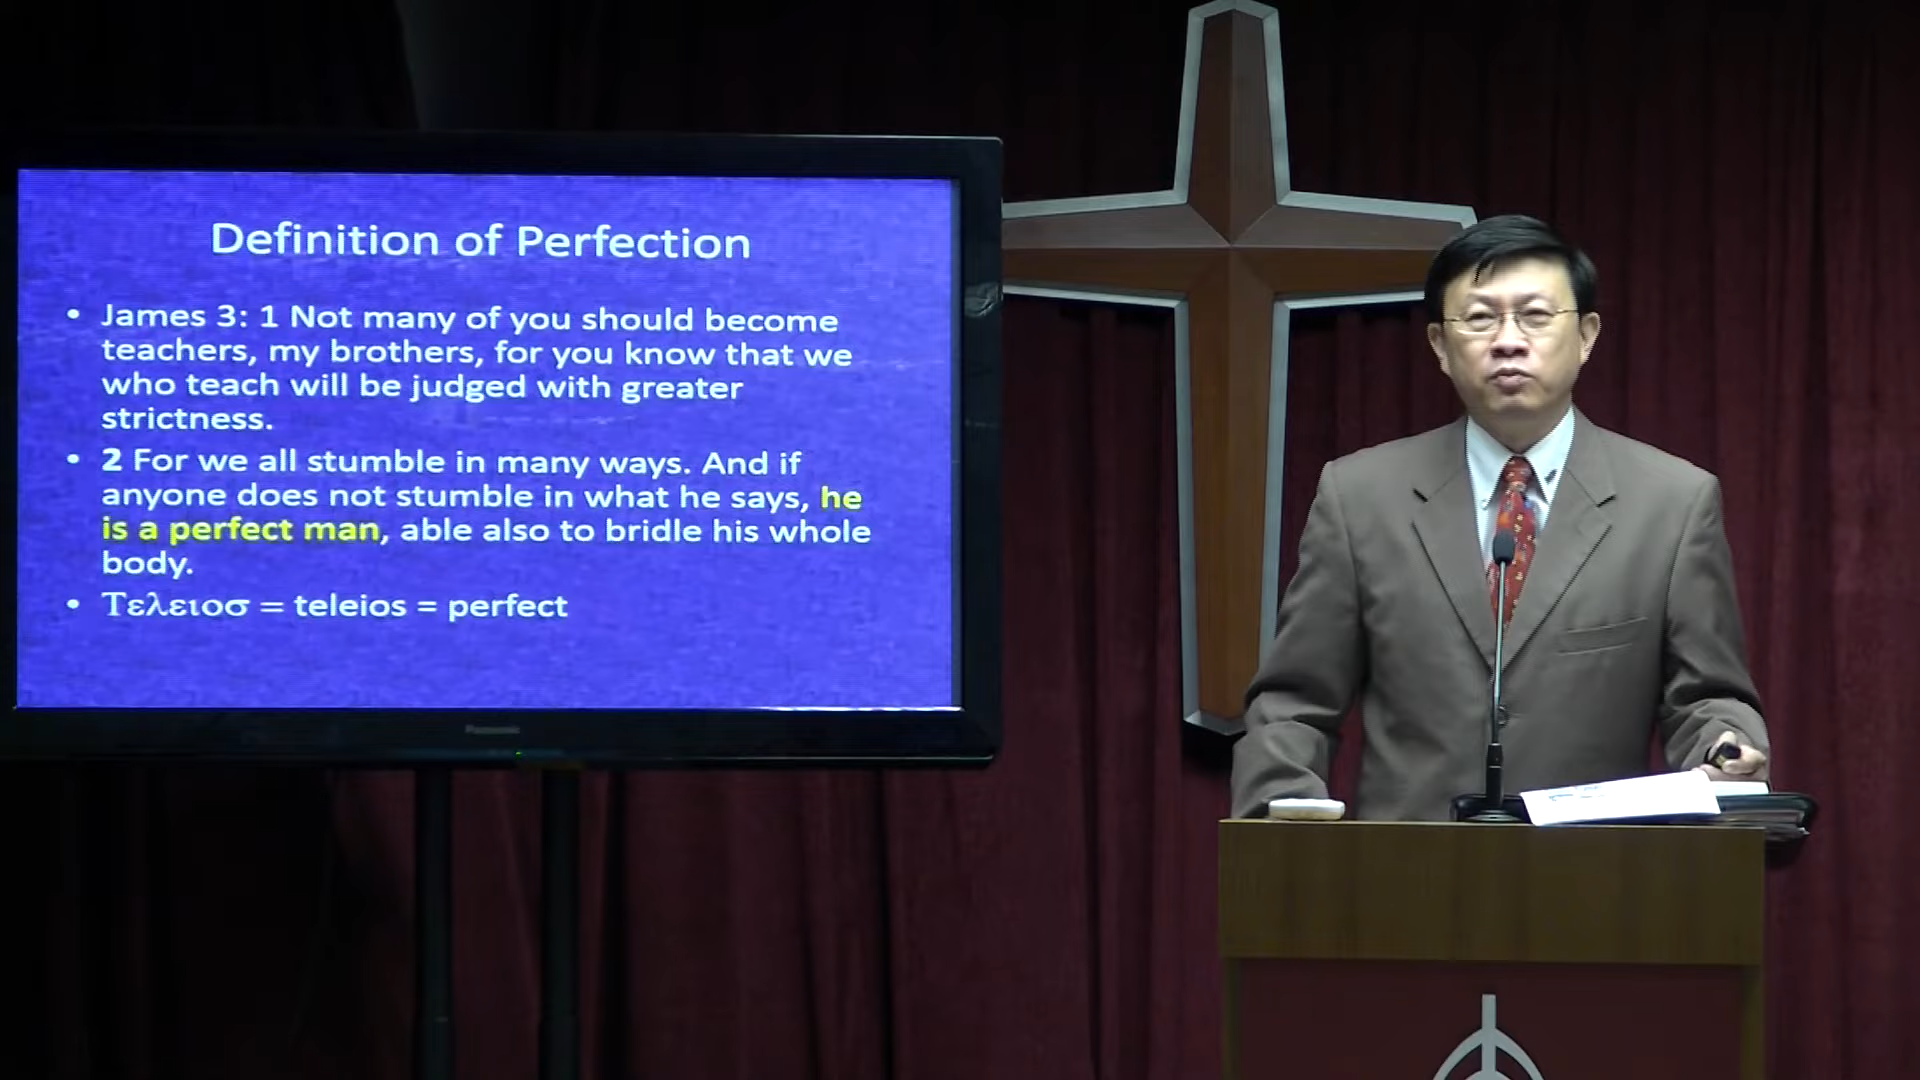 Definition of Perfection
• James 3: 1 Not many of you should become
teachers, my brothers, for you know that we
who teach will be judged with greater
strictness.
• 2 For we all stumble in many ways. And if
anyone does not stumble in what he says, he
is a perfect man, able also to bridle his whole
body.
• Τελειοσ = teleios = perfect
Panasonic